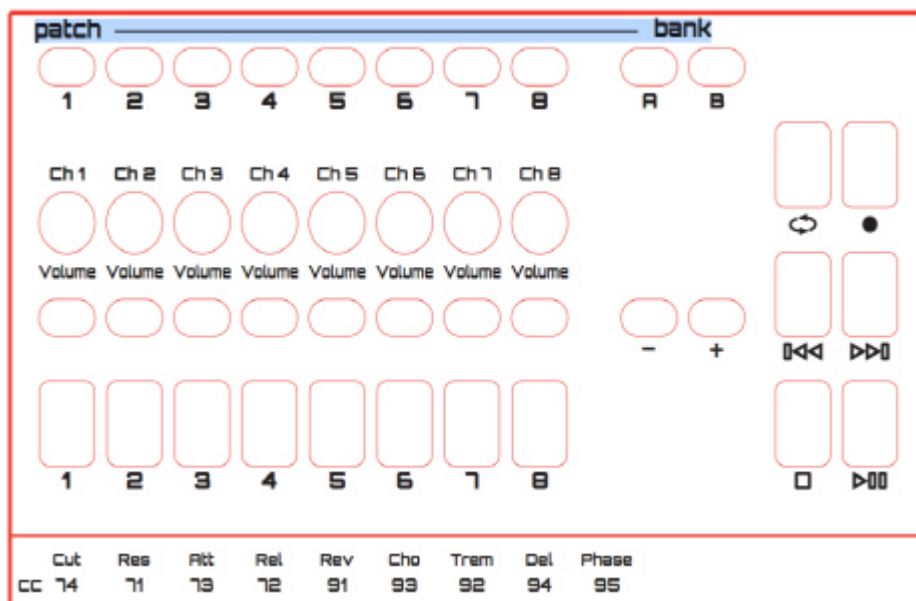 patch bank
1 2 3 4 5 6 7 8 A B
Ch 1 Ch 2 Ch 3 Ch 4 Ch 5 Ch 6 Ch 7 Ch 8
Volume Volume Volume Volume Volume Volume Volume Volume
- +
1 2 3 4 5 6 7 8
Cut Res Att Rel Rev Cho Trem Del Phase
CC 74 71 73 72 91 93 92 94 95